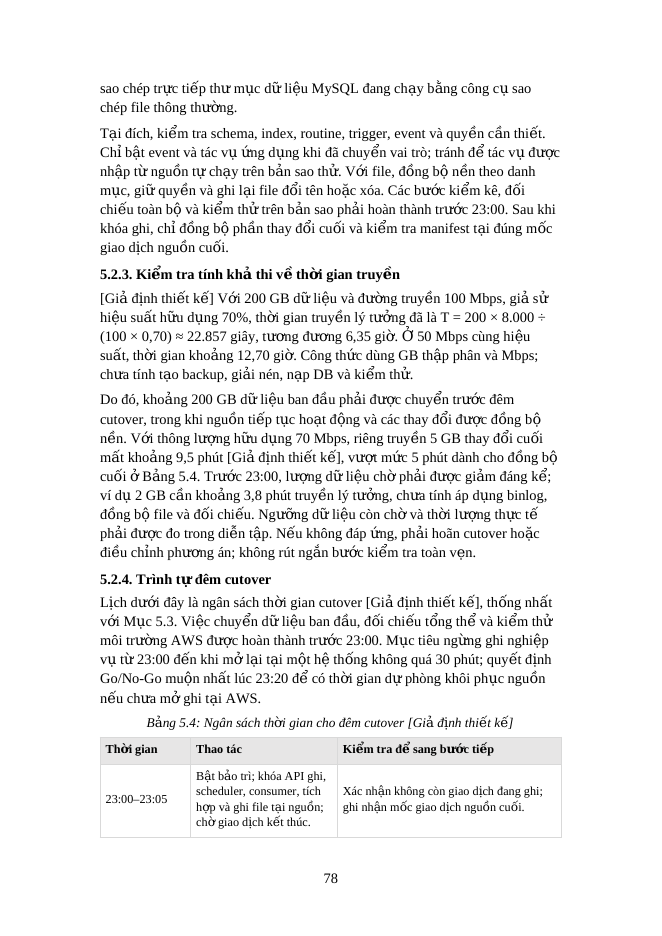 sao chép trực tiếp thư mục dữ liệu MySQL đang chạy bằng công cụ sao
chép file thông thường.
Tại đích, kiểm tra schema, index, routine, trigger, event và quyền cần thiết.
Chỉ bật event và tác vụ ứng dụng khi đã chuyển vai trò; tránh để tác vụ được
nhập từ nguồn tự chạy trên bản sao thử. Với file, đồng bộ nền theo danh
mục, giữ quyền và ghi lại file đổi tên hoặc xóa. Các bước kiểm kê, đối
chiếu toàn bộ và kiểm thử trên bản sao phải hoàn thành trước 23:00. Sau khi
khóa ghi, chỉ đồng bộ phần thay đổi cuối và kiểm tra manifest tại đúng mốc
giao dịch nguồn cuối.
5.2.3. Kiểm tra tính khả thi về thời gian truyền
[Giả định thiết kế] Với 200 GB dữ liệu và đường truyền 100 Mbps, giả sử
hiệu suất hữu dụng 70%, thời gian truyền lý tưởng đã là T = 200 × 8.000 ÷
(100 × 0,70) ≈ 22.857 giây, tương đương 6,35 giờ. Ở 50 Mbps cùng hiệu
suất, thời gian khoảng 12,70 giờ. Công thức dùng GB thập phân và Mbps;
chưa tính tạo backup, giải nén, nạp DB và kiểm thử.
Do đó, khoảng 200 GB dữ liệu ban đầu phải được chuyển trước đêm
cutover, trong khi nguồn tiếp tục hoạt động và các thay đổi được đồng bộ
nền. Với thông lượng hữu dụng 70 Mbps, riêng truyền 5 GB thay đổi cuối
mất khoảng 9,5 phút [Giả định thiết kế], vượt mức 5 phút dành cho đồng bộ
cuối ở Bảng 5.4. Trước 23:00, lượng dữ liệu chờ phải được giảm đáng kể;
ví dụ 2 GB cần khoảng 3,8 phút truyền lý tưởng, chưa tính áp dụng binlog,
đồng bộ file và đối chiếu. Ngưỡng dữ liệu còn chờ và thời lượng thực tế
phải được đo trong diễn tập. Nếu không đáp ứng, phải hoãn cutover hoặc
điều chỉnh phương án; không rút ngắn bước kiểm tra toàn vẹn.
5.2.4. Trình tự đêm cutover
Lịch dưới đây là ngân sách thời gian cutover [Giả định thiết kế], thống nhất
với Mục 5.3. Việc chuyển dữ liệu ban đầu, đối chiếu tổng thể và kiểm thử
môi trường AWS được hoàn thành trước 23:00. Mục tiêu ngừng ghi nghiệp
vụ từ 23:00 đến khi mở lại tại một hệ thống không quá 30 phút; quyết định
Go/No-Go muộn nhất lúc 23:20 để có thời gian dự phòng khôi phục nguồn
nếu chưa mở ghi tại AWS.
Bảng 5.4: Ngân sách thời gian cho đêm cutover [Giả định thiết kế]
Thời gian Thao tác Kiểm tra để sang bước tiếp
23:00–23:05
Bật bảo trì; khóa API ghi,
scheduler, consumer, tích
hợp và ghi file tại nguồn;
chờ giao dịch kết thúc.
Xác nhận không còn giao dịch đang ghi;
ghi nhận mốc giao dịch nguồn cuối.
78